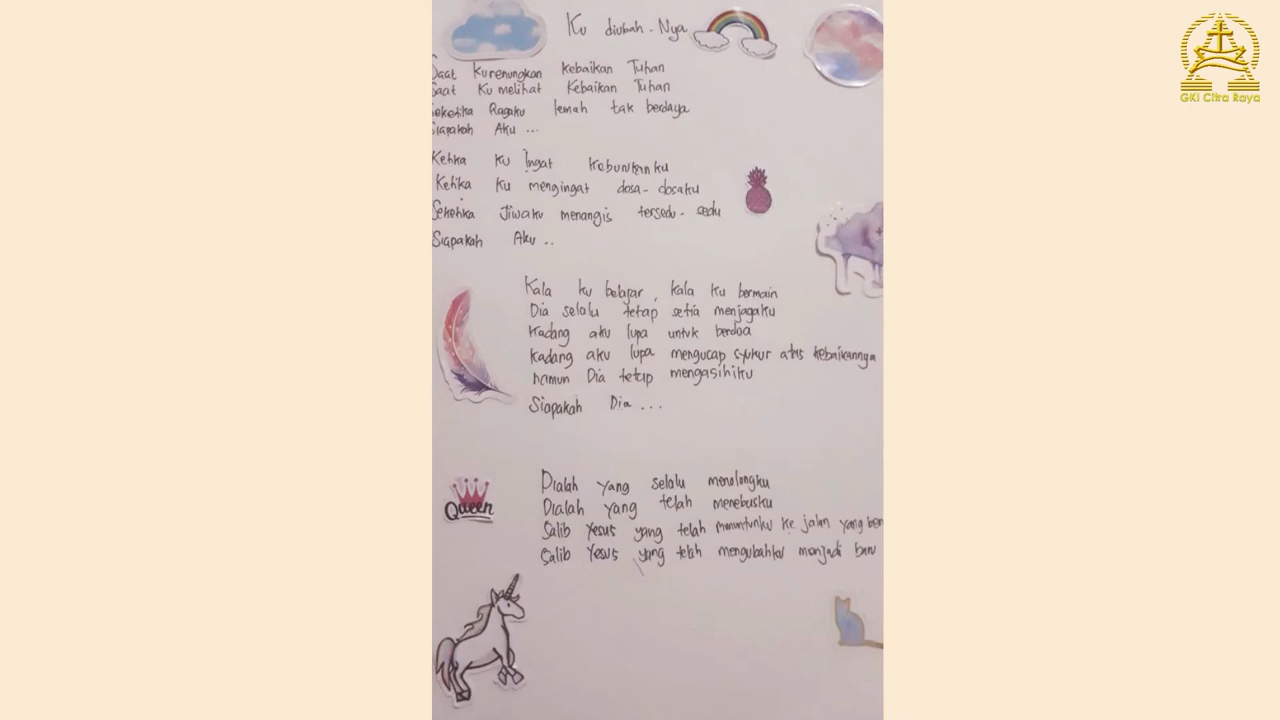 Ku diubah-Nya
GKI Citra Raya
Saat Kurenungkan kebaikan Tuhan
Saat Ku melihat Kebaikan Tuhan
Seketika Ragaku lemah tak berdaya
Siapakah Aku ...
Ketika Ku Ingat keburukanku
Ketika Ku mengingat dosa-dosaku
Seketika Jiwaku menangis tersedu-sedu
Siapakah Aku ..
Kala ku belajar, kala ku bermain
Dia selalu tetap setia menjagaku
Kadang aku lupa untuk berdoa
Kadang aku lupa mengucap syukur atas kebaikannya
namun Dia tetap mengasihiku
Siapakah Dia ...
Queen
Dialah yang selalu menolongku
Dialah yang telah menebusku
Salib Yesus yang telah menuntunku ke jalan yang ben
Salib Yesus yang telah mengubahku menjadi baru